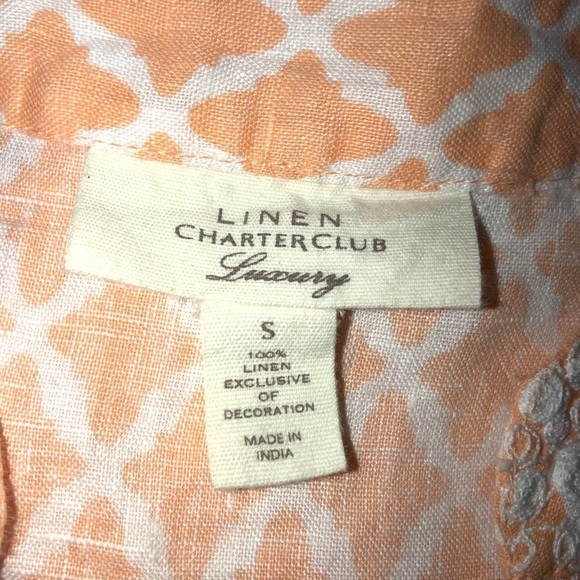 LINEN
CHARTER CLUB
Luxury
S
100%
LINEN
EXCLUSIVE
OF
DECORATION
MADE IN
INDIA